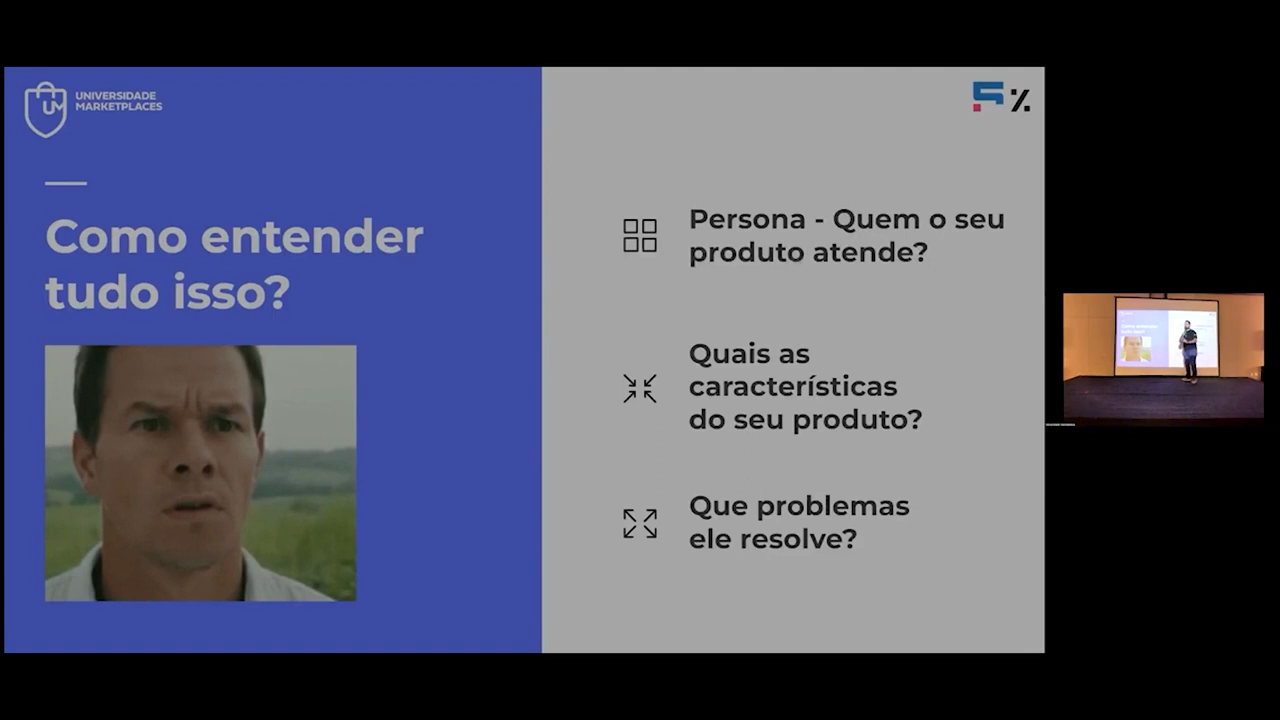 UNIVERSIDADE
MARKETPLACES
Como entender
tudo isso?
Persona - Quem o seu
produto atende?
Quais as
características
do seu produto?
Que problemas
ele resolve?